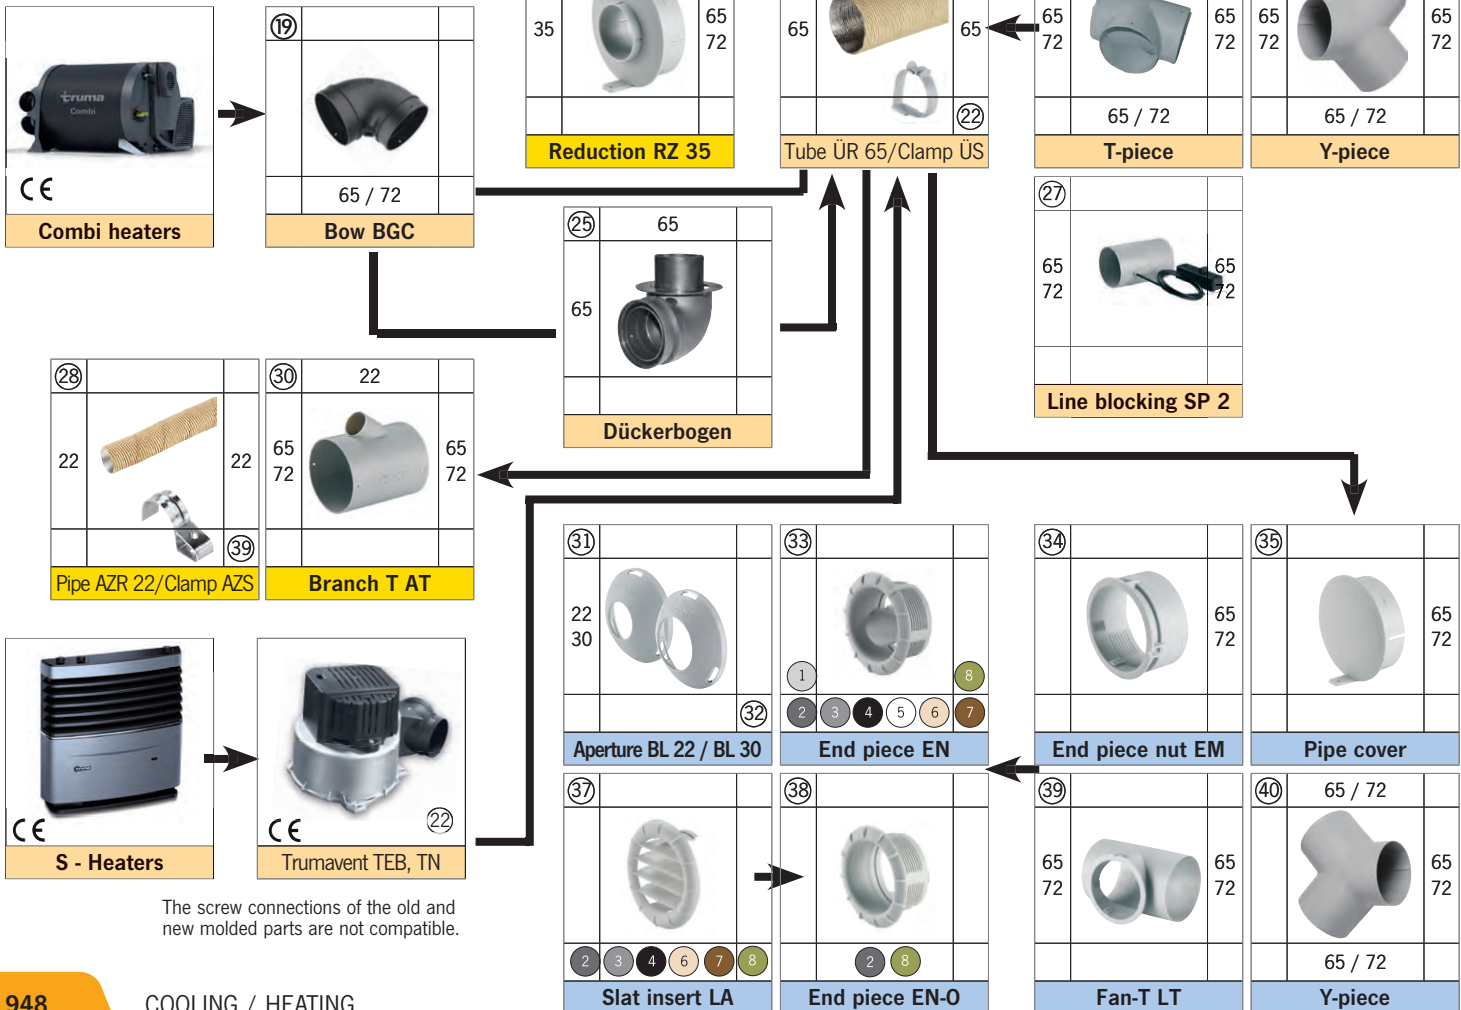 truma
Combi
Combi heaters
19
65 / 72
Bow BGC
35
65
72
Reduction RZ 35
65
65
22
Tube ÜR 65/Clamp ÜS
65
72
65
72
65 / 72
T-piece
65
72
65
72
65 / 72
Y-piece
25
65
65
Dückerbogen
27
65
72
65
72
Line blocking SP 2
28
22
22
39
Pipe AZR 22/Clamp AZS
30
22
65
72
65
72
Branch T AT
31
22
30
32
Aperture BL 22 / BL 30
33
1
8
2 3 4 5 6 7
End piece EN
34
65
72
End piece nut EM
35
65
72
Pipe cover
CE
S - Heaters
CE
22
Trumavent TEB, TN
CE
37
2 3 4 6 7 8
Slat insert LA
38
2 8
End piece EN-O
39
65
72
65
72
Fan-T LT
40
65 / 72
65
72
65 / 72
Y-piece
The screw connections of the old and
new molded parts are not compatible.
948 COOLING / HEATING